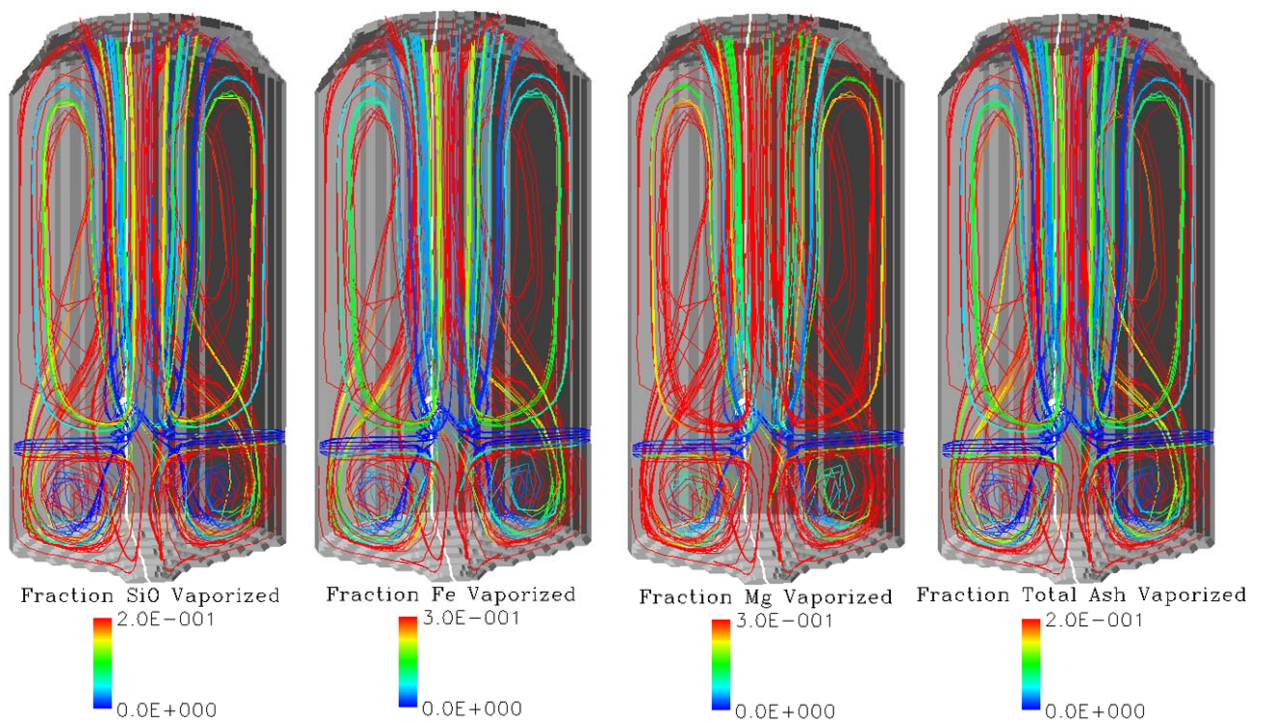 Fraction SiO Vaporized
2.0E-001
0.0E+000
Fraction Fe Vaporized
3.0E-001
0.0E+000
Fraction Mg Vaporized
3.0E-001
0.0E+000
Fraction Total Ash Vaporized
2.0E-001
0.0E+000